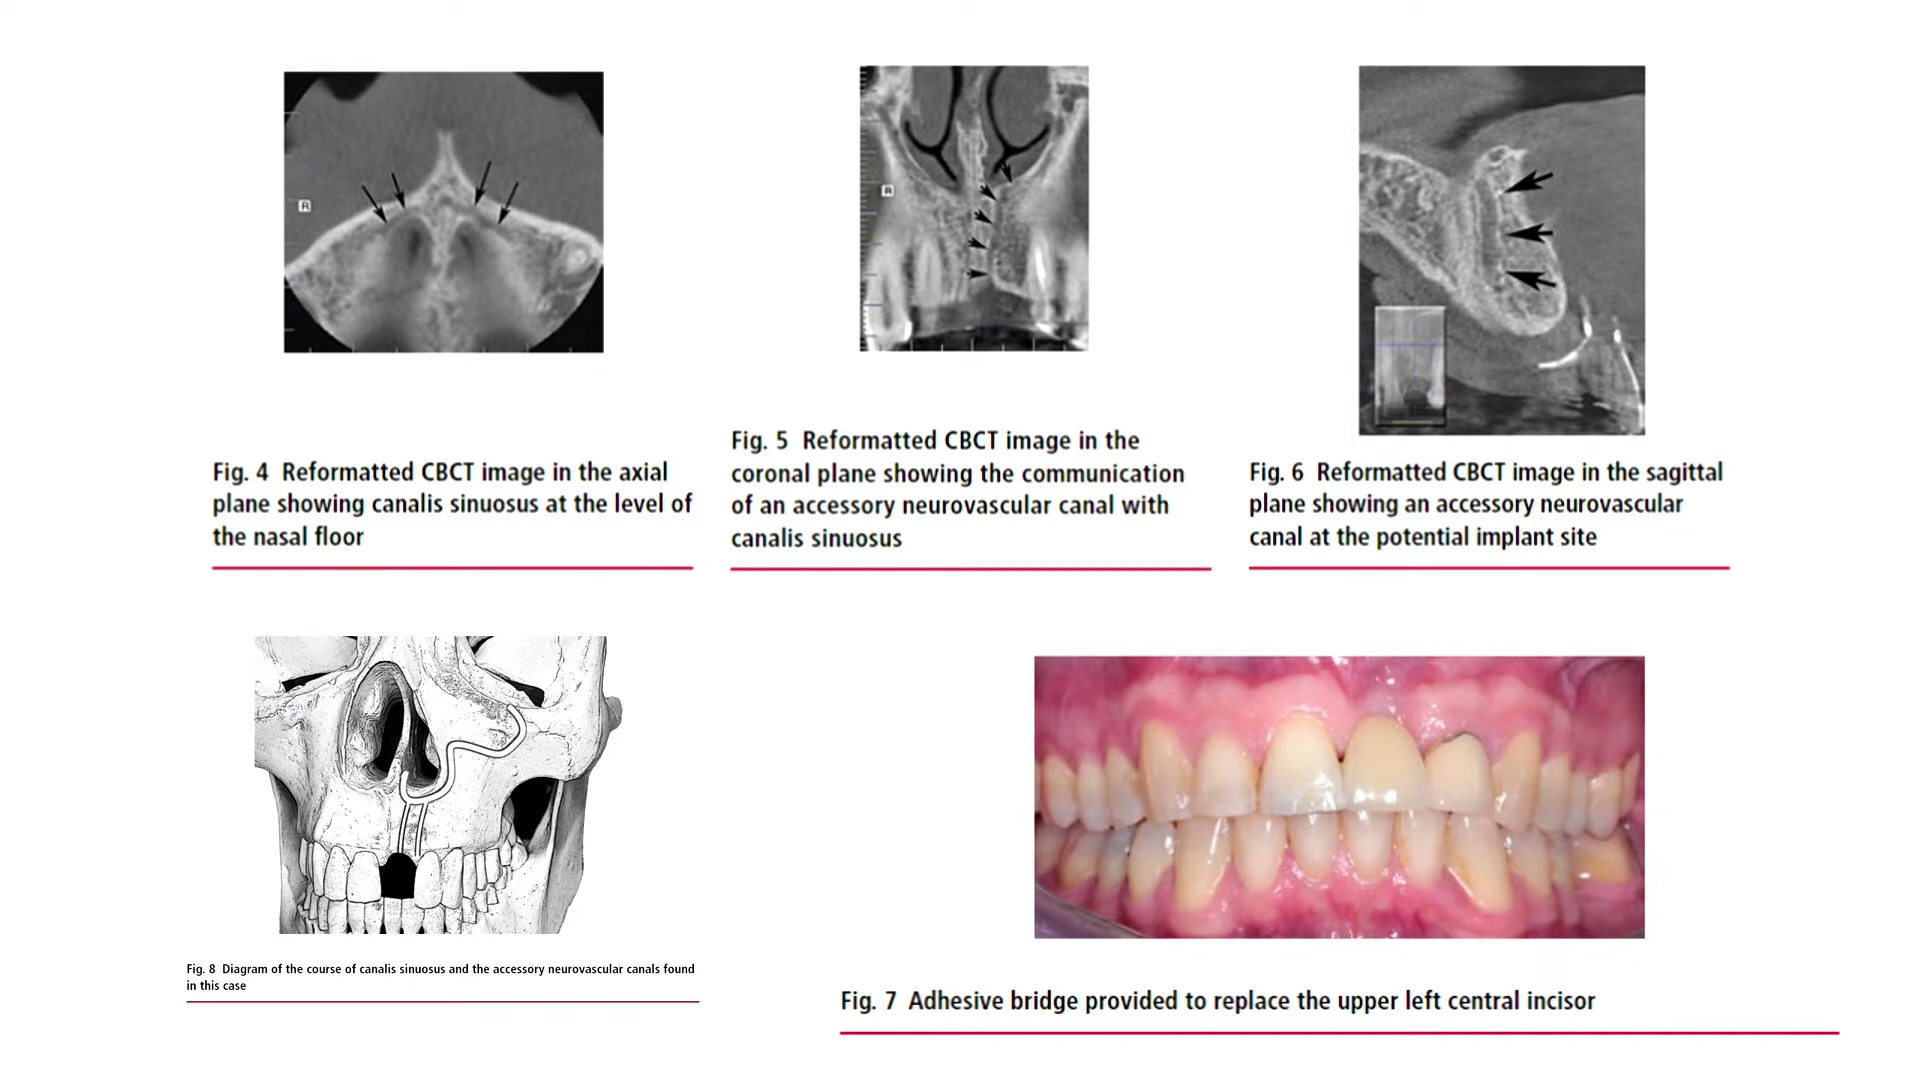 R
R
Fig. 4 Reformatted CBCT image in the axial
plane showing canalis sinuosus at the level of
the nasal floor
Fig. 5 Reformatted CBCT image in the
coronal plane showing the communication
of an accessory neurovascular canal with
canalis sinuosus
Fig. 6 Reformatted CBCT image in the sagittal
plane showing an accessory neurovascular
canal at the potential implant site
Fig. 8 Diagram of the course of canalis sinuosus and the accessory neurovascular canals found
in this case
Fig. 7 Adhesive bridge provided to replace the upper left central incisor